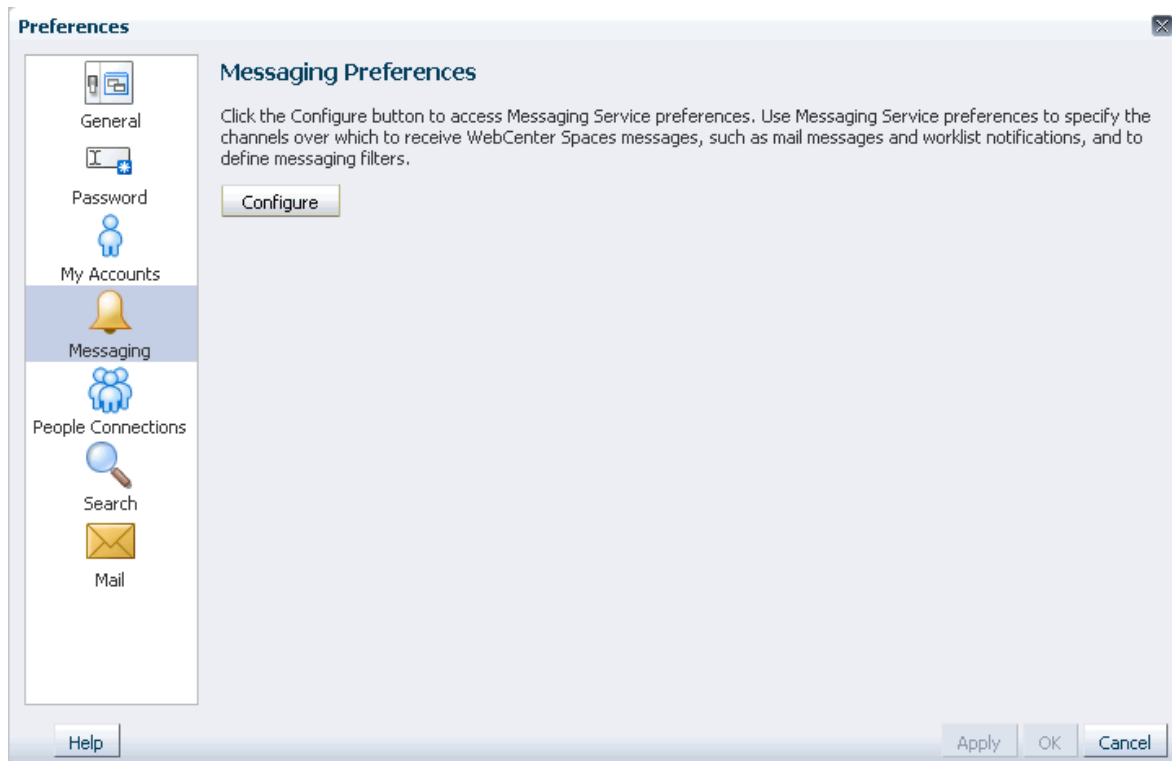 Preferences
General
Password
My Accounts
Messaging
People Connections
Search
Mail
Messaging Preferences
Click the Configure button to access Messaging Service preferences. Use Messaging Service preferences to specify the
channels over which to receive WebCenter Spaces messages, such as mail messages and worklist notifications, and to
define messaging filters.
Configure
Help
Apply
OK
Cancel